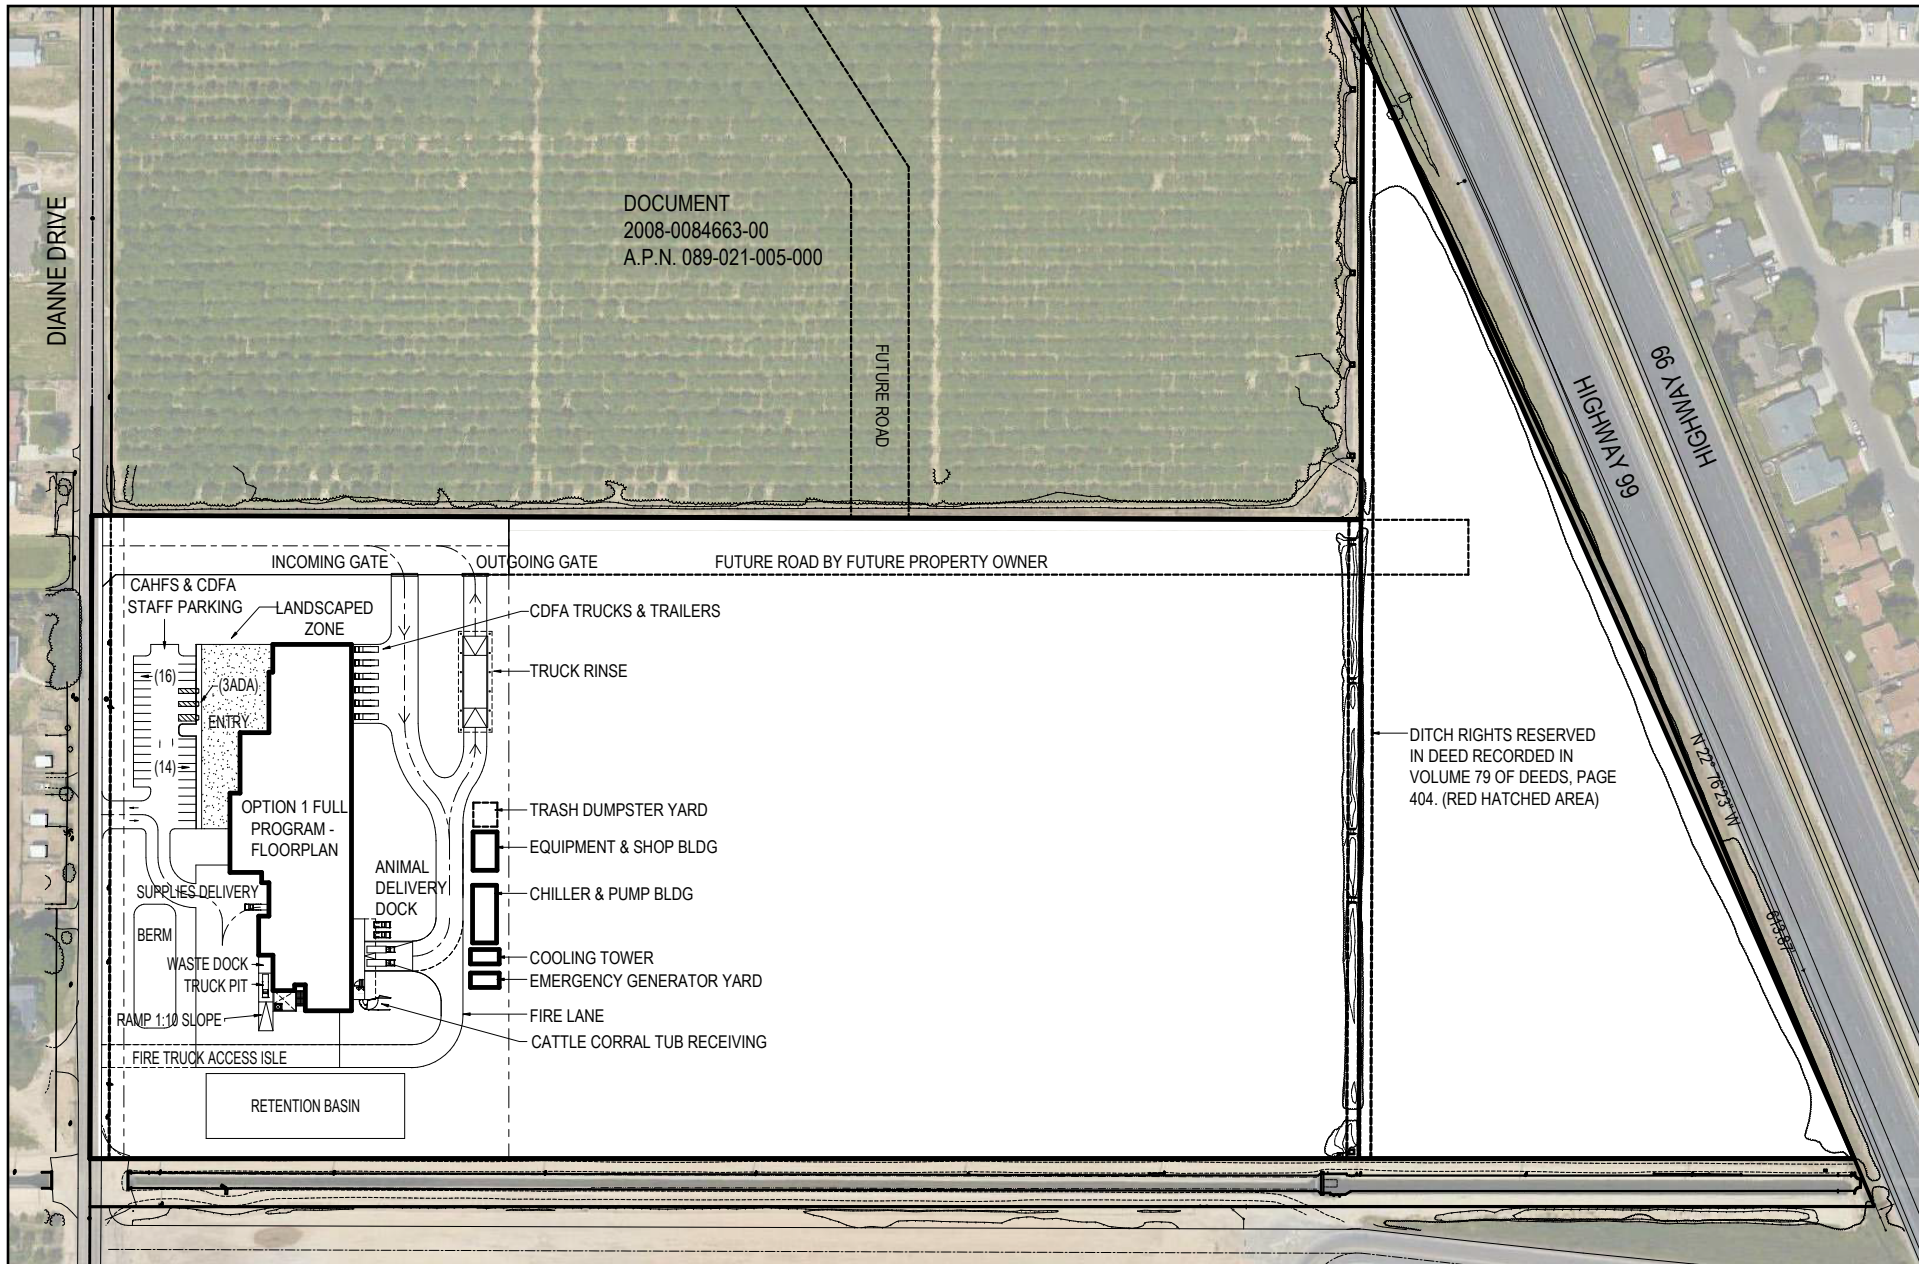 DIANNE DRIVE
DOCUMENT
2008-0084663-00
A.P.N. 089-021-005-000
FUTURE ROAD
HIGHWAY 99
HIGHWAY 99
INCOMING GATE
OUTGOING GATE
FUTURE ROAD BY FUTURE PROPERTY OWNER
CAHFS & CDFA
STAFF PARKING
LANDSCAPED
ZONE
CDFA TRUCKS & TRAILERS
TRUCK RINSE
(16)
(3ADA)
ENTRY
(14)
DITCH RIGHTS RESERVED
IN DEED RECORDED IN
VOLUME 79 OF DEEDS, PAGE
404. (RED HATCHED AREA)
N 22° 76'23" W
613.87'
OPTION 1 FULL
PROGRAM -
FLOORPLAN
TRASH DUMPSTER YARD
EQUIPMENT & SHOP BLDG
ANIMAL
DELIVERY
DOCK
CHILLER & PUMP BLDG
SUPPLIES DELIVERY
BERM
WASTE DOCK
TRUCK PIT
COOLING TOWER
EMERGENCY GENERATOR YARD
RAMP 1:10 SLOPE
FIRE LANE
CATTLE CORRAL TUB RECEIVING
FIRE TRUCK ACCESS ISLE
RETENTION BASIN